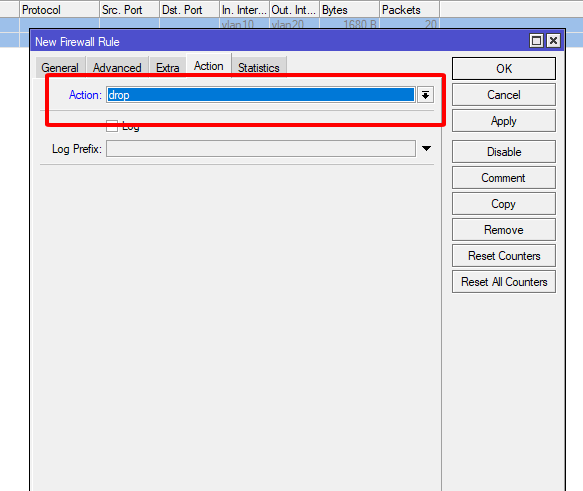 Protocol Src. Port Dst. Port In. Inter... Out. Int... Bytes Packets
vlan10 vlan20 1680 B 20
New Firewall Rule
General Advanced Extra Action Statistics
OK
Action: drop
Cancel
Apply
Log
Log Prefix:
Disable
Comment
Copy
Remove
Reset Counters
Reset All Counters